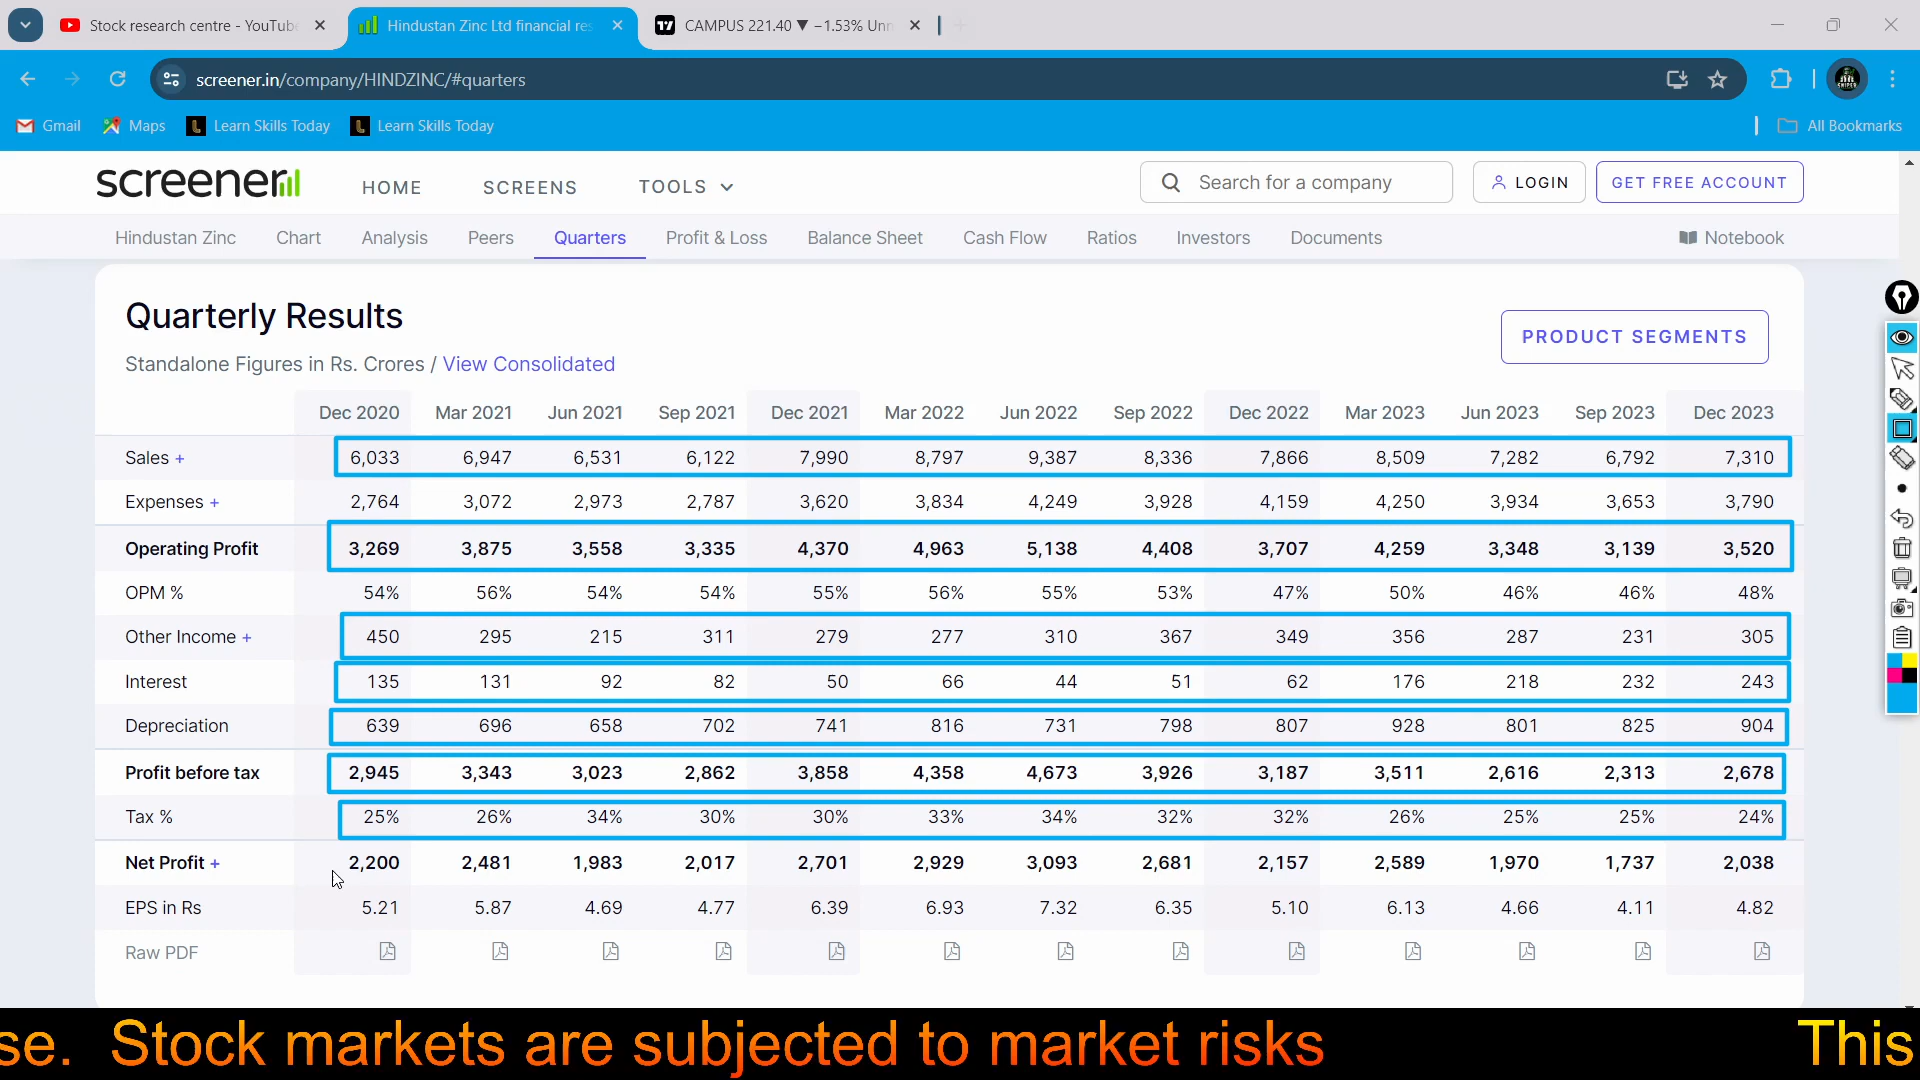 Stock research centre - YouTub
Hindustan Zinc Ltd financial res
CAMPUS 221.40 ▼ −1.53% Unn
screener.in/company/HINDZINC/#quarters
Gmail Maps Learn Skills Today Learn Skills Today All Bookmarks
screener HOME SCREENS TOOLS Search for a company LOGIN GET FREE ACCOUNT
Hindustan Zinc Chart Analysis Peers Quarters Profit & Loss Balance Sheet Cash Flow Ratios Investors Documents Notebook
Quarterly Results
PRODUCT SEGMENTS
Standalone Figures in Rs. Crores / View Consolidated
Dec 2020 Mar 2021 Jun 2021 Sep 2021 Dec 2021 Mar 2022 Jun 2022 Sep 2022 Dec 2022 Mar 2023 Jun 2023 Sep 2023 Dec 2023
Sales + 6,033 6,947 6,531 6,122 7,990 8,797 9,387 8,336 7,866 8,509 7,282 6,792 7,310
Expenses + 2,764 3,072 2,973 2,787 3,620 3,834 4,249 3,928 4,159 4,250 3,934 3,653 3,790
Operating Profit 3,269 3,875 3,558 3,335 4,370 4,963 5,138 4,408 3,707 4,259 3,348 3,139 3,520
OPM % 54% 56% 54% 54% 55% 56% 55% 53% 47% 50% 46% 46% 48%
Other Income + 450 295 215 311 279 277 310 367 349 356 287 231 305
Interest 135 131 92 82 50 66 44 51 62 176 218 232 243
Depreciation 639 696 658 702 741 816 731 798 807 928 801 825 904
Profit before tax 2,945 3,343 3,023 2,862 3,858 4,358 4,673 3,926 3,187 3,511 2,616 2,313 2,678
Tax % 25% 26% 34% 30% 30% 33% 34% 32% 32% 26% 25% 25% 24%
Net Profit + 2,200 2,481 1,983 2,017 2,701 2,929 3,093 2,681 2,157 2,589 1,970 1,737 2,038
EPS in Rs 5.21 5.87 4.69 4.77 6.39 6.93 7.32 6.35 5.10 6.13 4.66 4.11 4.82
Raw PDF
se. Stock markets are subjected to market risks This